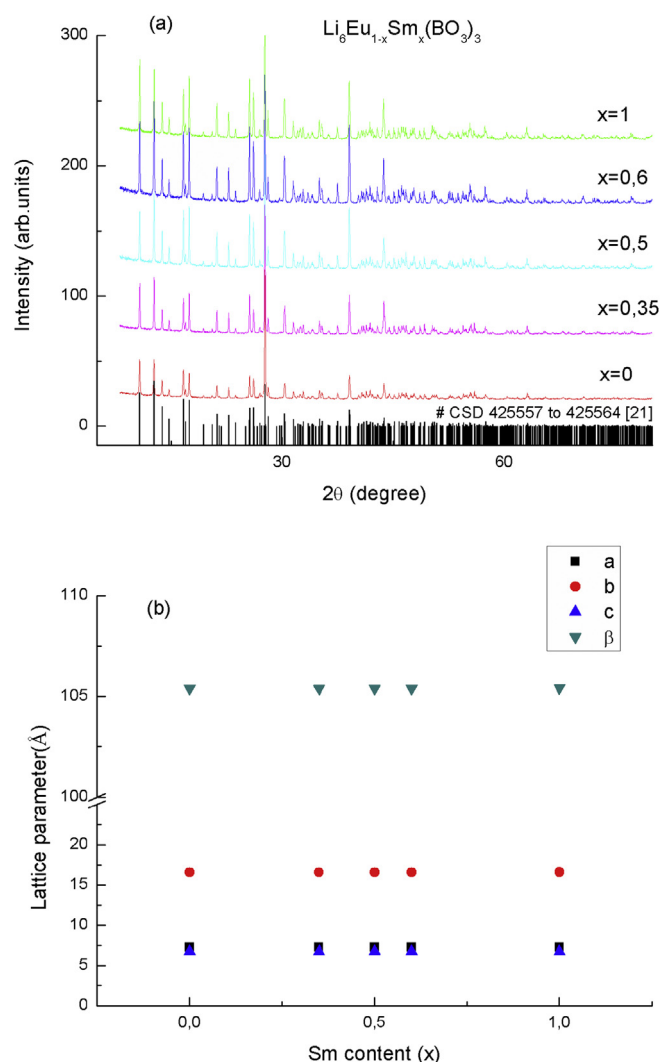 (a)
Li₆Eu₁₋ₓSmₓ(BO₃)₃
300
200
100
0
Intensity (arb.units)
x=1
x=0,6
x=0,5
x=0,35
x=0
# CSD 425557 to 425564 [21]
30
60
2θ (degree)
(b)
a
b
c
β
110
105
100
20
15
10
5
0
Lattice parameter(Å)
0,0
0,5
1,0
Sm content (x)